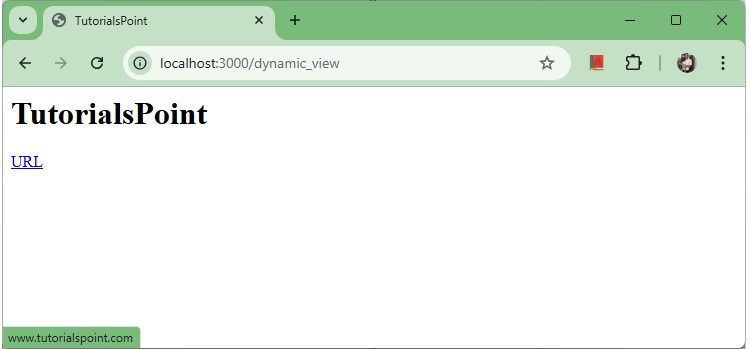 TutorialsPoint
localhost:3000/dynamic_view
TutorialsPoint
URL
www.tutorialspoint.com